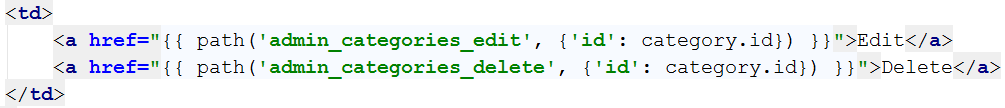 <td>
    <a href="{{ path('admin_categories_edit', {'id': category.id}) }}">Edit</a>
    <a href="{{ path('admin_categories_delete', {'id': category.id}) }}">Delete</a>
</td>